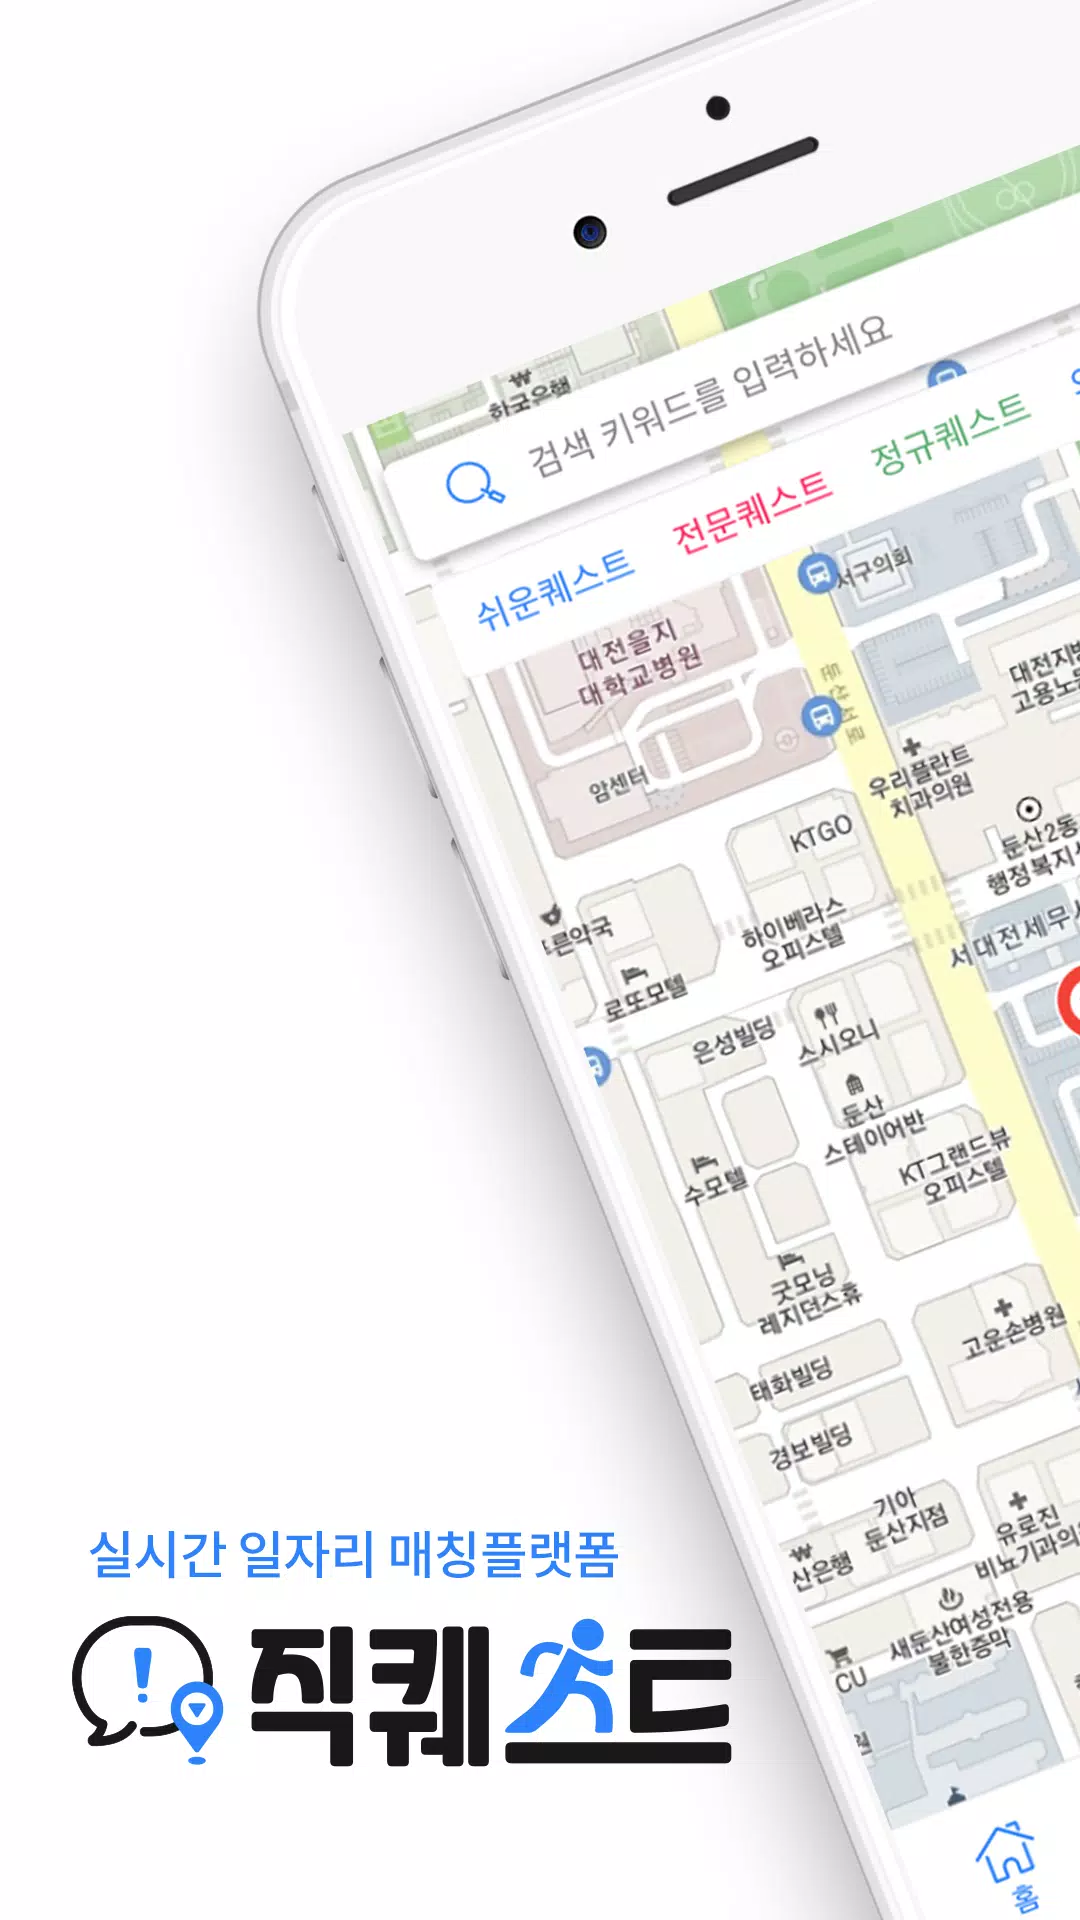 한국은행
검색 키워드를 입력하세요
쉬운퀘스트
전문퀘스트
정규퀘스트
서구의회
대전을지
대학교병원
둔산서로
암센터
우리플란트
치과의원
KTGO
둔산2동
하이베라스
오피스텔
서대전세무
로또모텔
은성빌딩
스시오니
둔산
스테이어반
KT그랜드뷰
오피스텔
수모텔
굿모닝
레지던스휴
고운손병원
태화빌딩
경보빌딩
기아
둔산지점
유로진
비뇨기과의
산은행
새둔산여성전용
불한증막
CU
홈
실시간 일자리 매칭플랫폼
직퀘스트